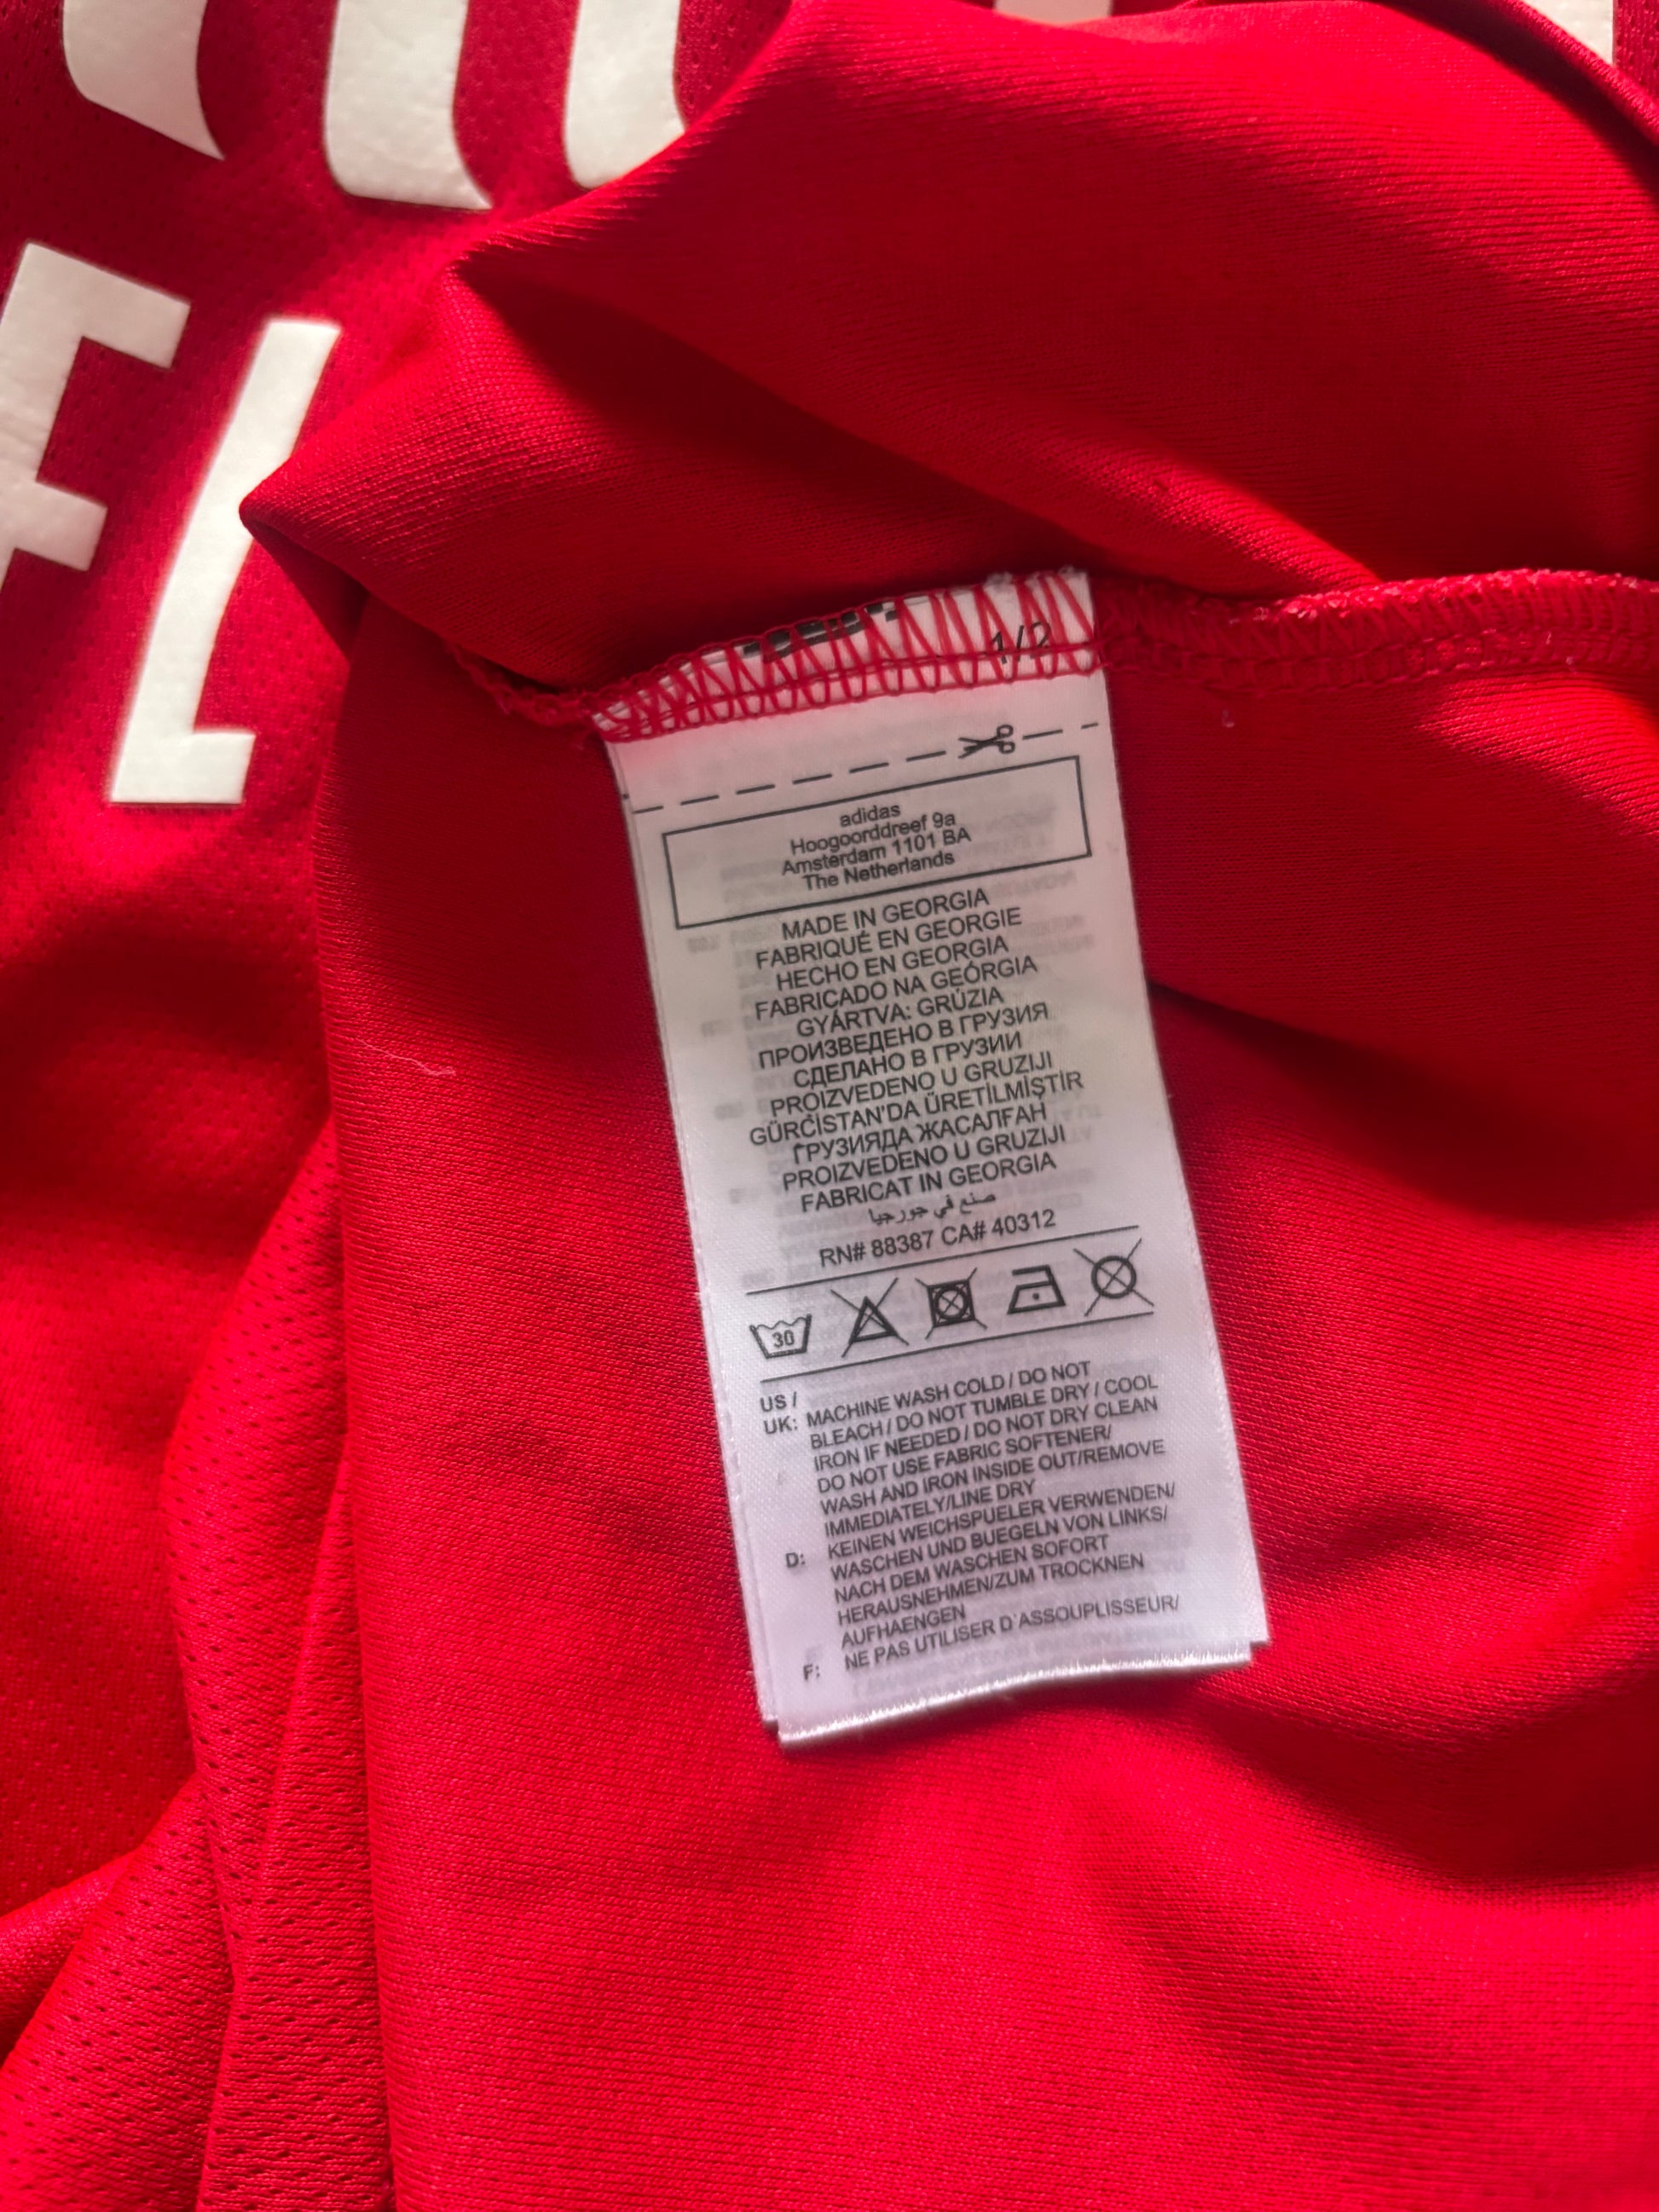 1/2
adidas
Hoogoorddreef 9a
Amsterdam 1101 BA
The Netherlands
MADE IN GEORGIA
FABRIQUÉ EN GEORGIE
HECHO EN GEORGIA
FABRICADO NA GEÓRGIA
GYÁRTVA: GRÚZIA
ПРОИЗВЕДЕНО В ГРУЗИЯ
СДЕЛАНО В ГРУЗИИ
PROIZVEDENO U GRUZIJI
GÜRCİSTAN'DA ÜRETİLMİŞTİR
ГРУЗИЯДА ЖАСАЛҒАН
PROIZVEDENO U GRUZIJI
FABRICAT IN GEORGIA
صنع في جورجيا
RN# 88387 CA# 40312
30
US /
UK: MACHINE WASH COLD / DO NOT
BLEACH / DO NOT TUMBLE DRY / COOL
IRON IF NEEDED / DO NOT DRY CLEAN
DO NOT USE FABRIC SOFTENER/
WASH AND IRON INSIDE OUT/REMOVE
IMMEDIATELY/LINE DRY
D: KEINEN WEICHSPUELER VERWENDEN/
WASCHEN UND BUEGELN VON LINKS/
NACH DEM WASCHEN SOFORT
HERAUSNEHMEN/ZUM TROCKNEN
AUFHAENGEN
F: NE PAS UTILISER D'ASSOUPLISSEUR/